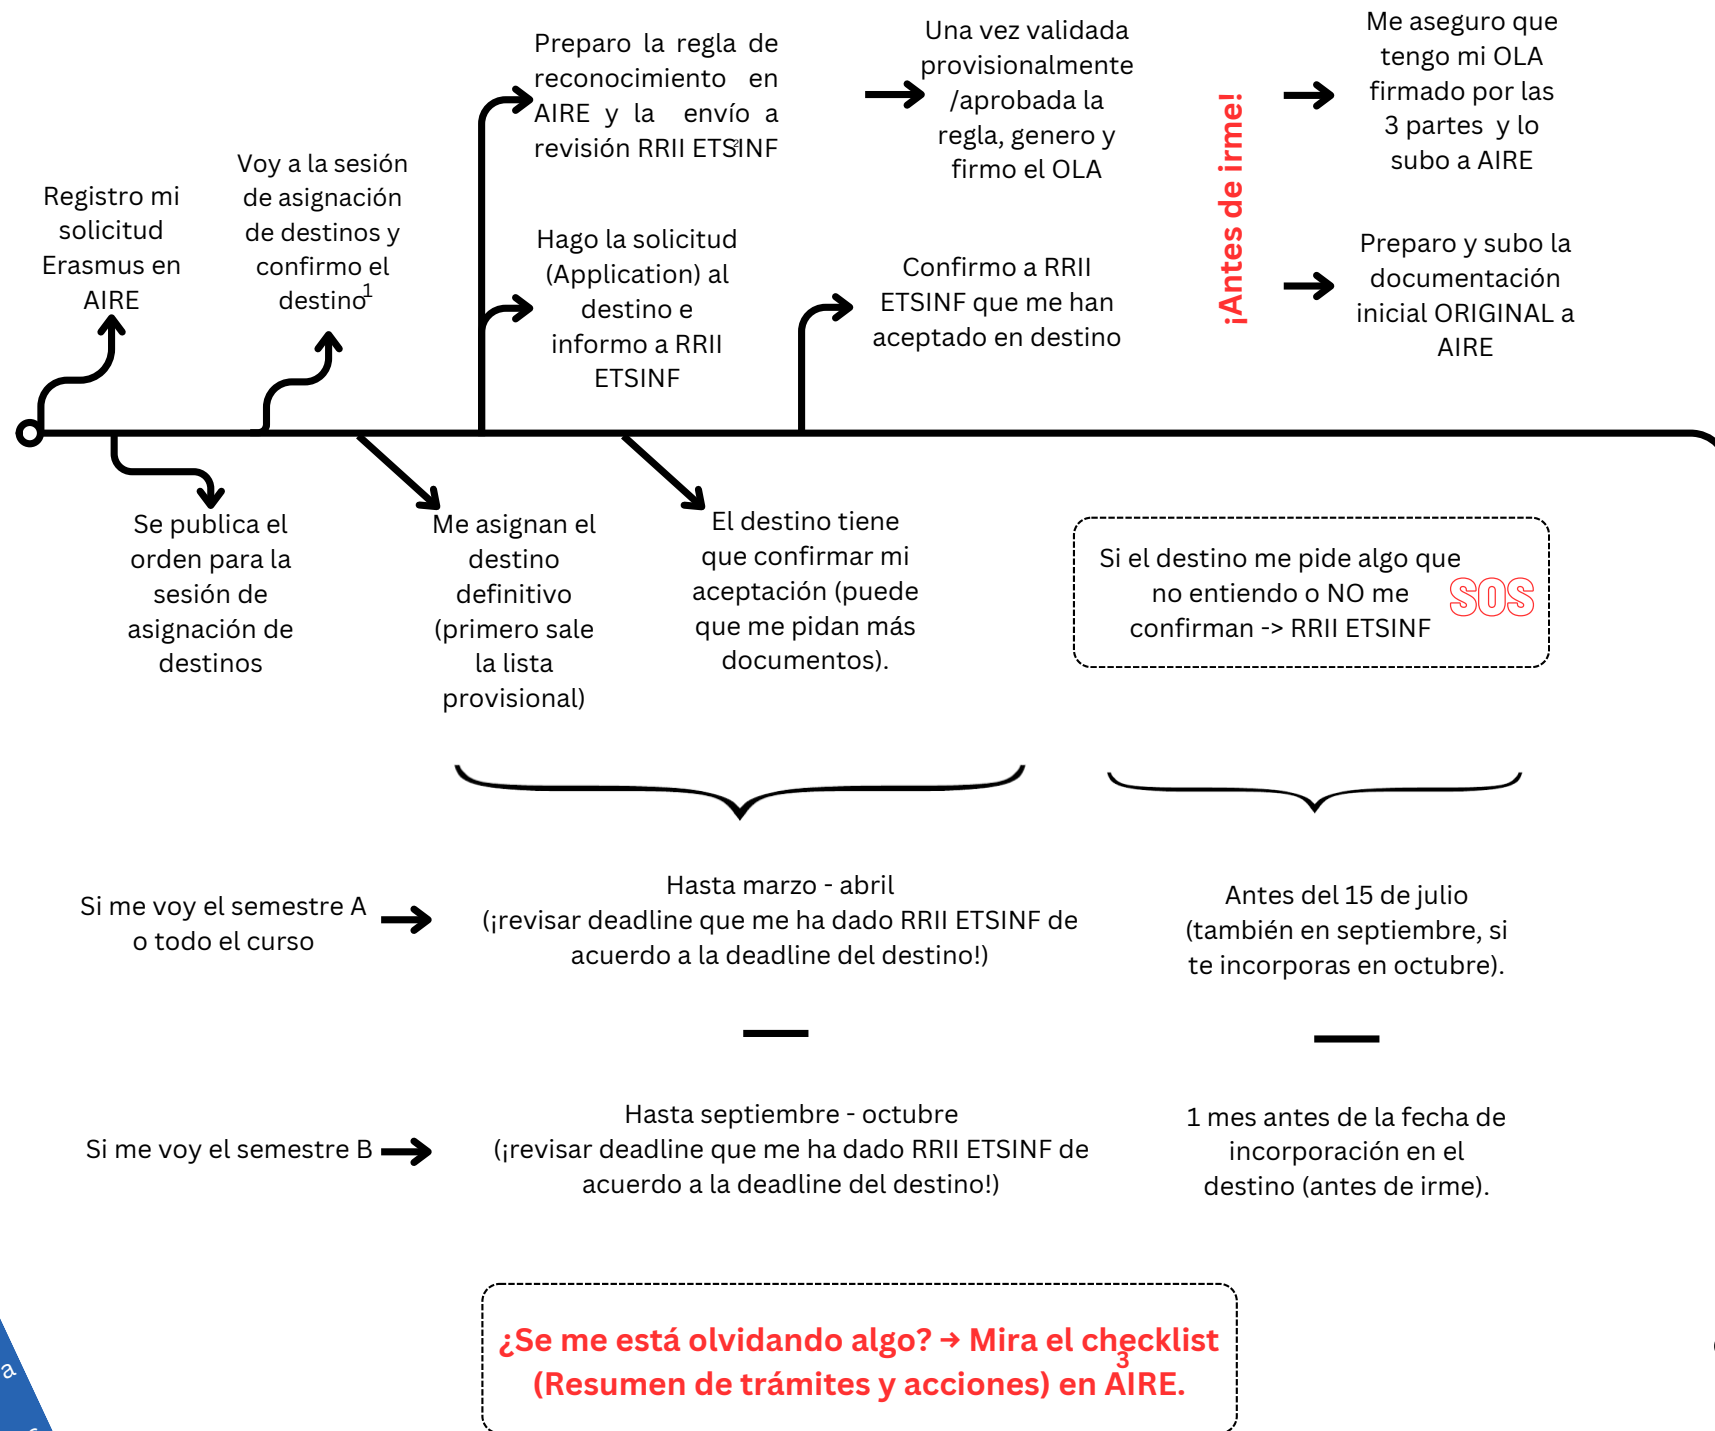 Registro mi
solicitud
Erasmus en
AIRE
Voy a la sesión
de asignación
de destinos y
confirmo el
destino1
Preparo la regla de
reconocimiento en
AIRE y la envío a
revisión RRII ETSINF
2
Una vez validada
provisionalmente
/aprobada la
regla, genero y
firmo el OLA
Hago la solicitud
(Application) al
destino e
informo a RRII
ETSINF
Confirmo a RRII
ETSINF que me han
aceptado en destino
¡Antes de irme!
Me aseguro que
tengo mi OLA
firmado por las
3 partes y lo
subo a AIRE
Preparo y subo la
documentación
inicial ORIGINAL a
AIRE
Se publica el
orden para la
sesión de
asignación de
destinos
Me asignan el
destino
definitivo
(primero sale
la lista
provisional)
El destino tiene
que confirmar mi
aceptación (puede
que me pidan más
documentos).
Si el destino me pide algo que
no entiendo o NO me
confirman -> RRII ETSINF
SOS
Si me voy el semestre A
o todo el curso
Hasta marzo - abril
(¡revisar deadline que me ha dado RRII ETSINF de
acuerdo a la deadline del destino!)
Antes del 15 de julio
(también en septiembre, si
te incorporas en octubre).
Si me voy el semestre B
Hasta septiembre - octubre
(¡revisar deadline que me ha dado RRII ETSINF de
acuerdo a la deadline del destino!)
1 mes antes de la fecha de
incorporación en el
destino (antes de irme).
¿Se me está olvidando algo? → Mira el checklist
3
(Resumen de trámites y acciones) en AIRE.
a